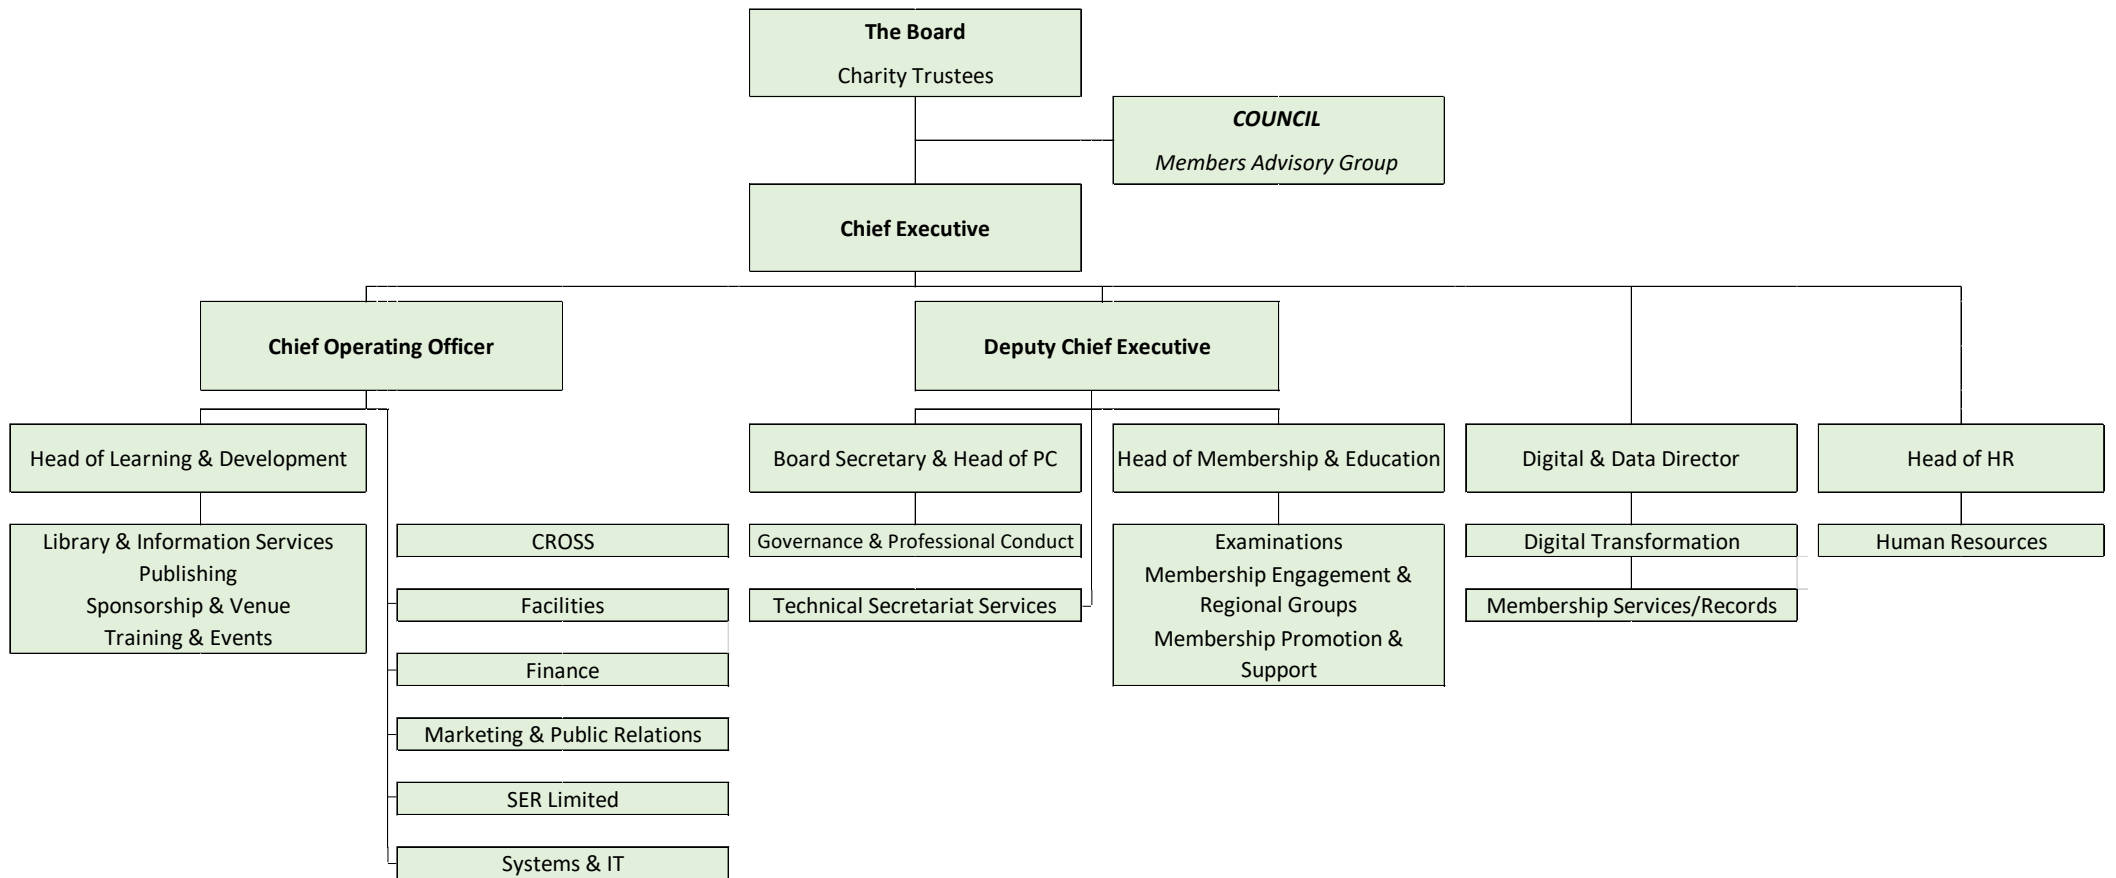 The Board
Charity Trustees
COUNCIL
Members Advisory Group
Chief Executive
Chief Operating Officer
Deputy Chief Executive
Head of Learning & Development
Board Secretary & Head of PC
Head of Membership & Education
Digital & Data Director
Head of HR
Library & Information Services
Publishing
Sponsorship & Venue
Training & Events
CROSS
Facilities
Finance
Marketing & Public Relations
SER Limited
Systems & IT
Governance & Professional Conduct
Technical Secretariat Services
Examinations
Membership Engagement &
Regional Groups
Membership Promotion &
Support
Digital Transformation
Membership Services/Records
Human Resources